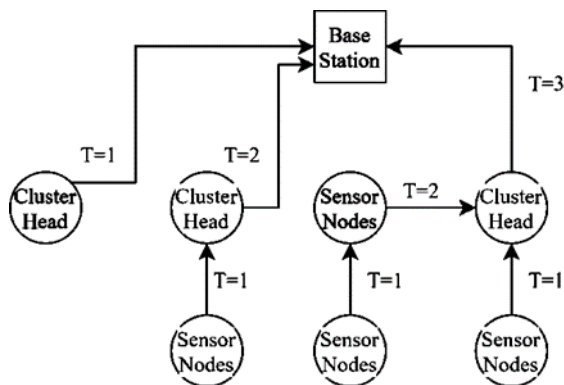 Base
Station
T=3
T=1
T=2
Cluster
Head
Cluster
Head
Sensor
Nodes
T=2
Cluster
Head
T=1
T=1
T=1
Sensor
Nodes
Sensor
Nodes
Sensor
Nodes